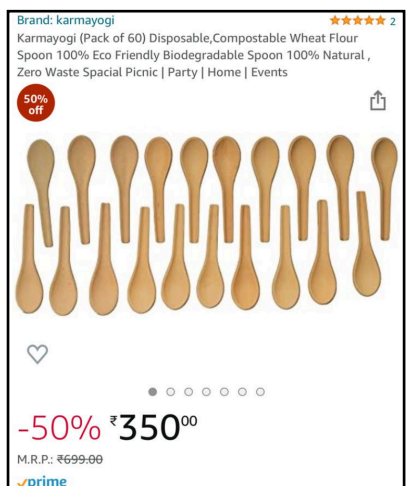 Brand: karmayogi
2
Karmayogi (Pack of 60) Disposable,Compostable Wheat Flour
Spoon 100% Eco Friendly Biodegradable Spoon 100% Natural ,
Zero Waste Spacial Picnic | Party | Home | Events
50%
off
-50% ₹350⁰⁰
M.R.P.: ₹699.00
prime